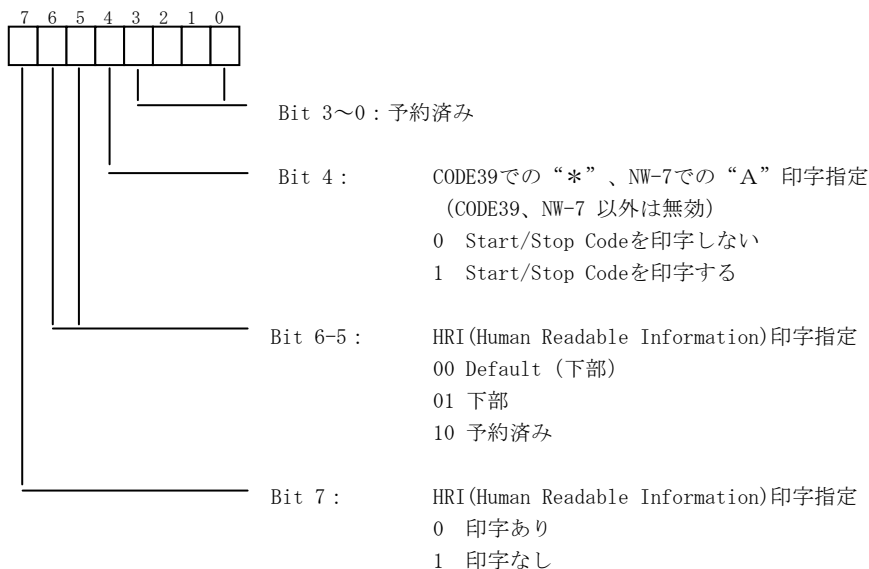 7 6 5 4 3 2 1 0
Bit 3～0：予約済み
Bit 4： CODE39での“＊”、NW-7での“A”印字指定
（CODE39、NW-7 以外は無効）
0 Start/Stop Codeを印字しない
1 Start/Stop Codeを印字する
Bit 6-5： HRI(Human Readable Information)印字指定
00 Default（下部）
01 下部
10 予約済み
Bit 7： HRI(Human Readable Information)印字指定
0 印字あり
1 印字なし